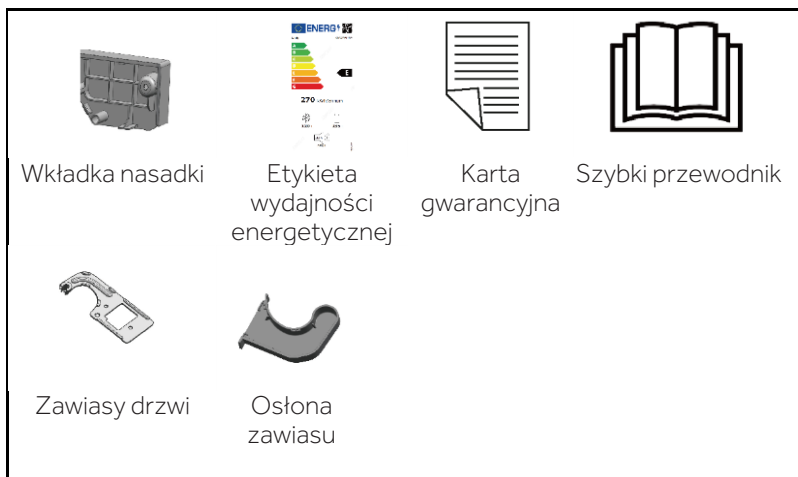 ENERG
E
270
Wkładka nasadki
Etykieta
wydajności
energetycznej
Karta
gwarancyjna
Szybki przewodnik
Zawiasy drzwi
Osłona
zawiasu